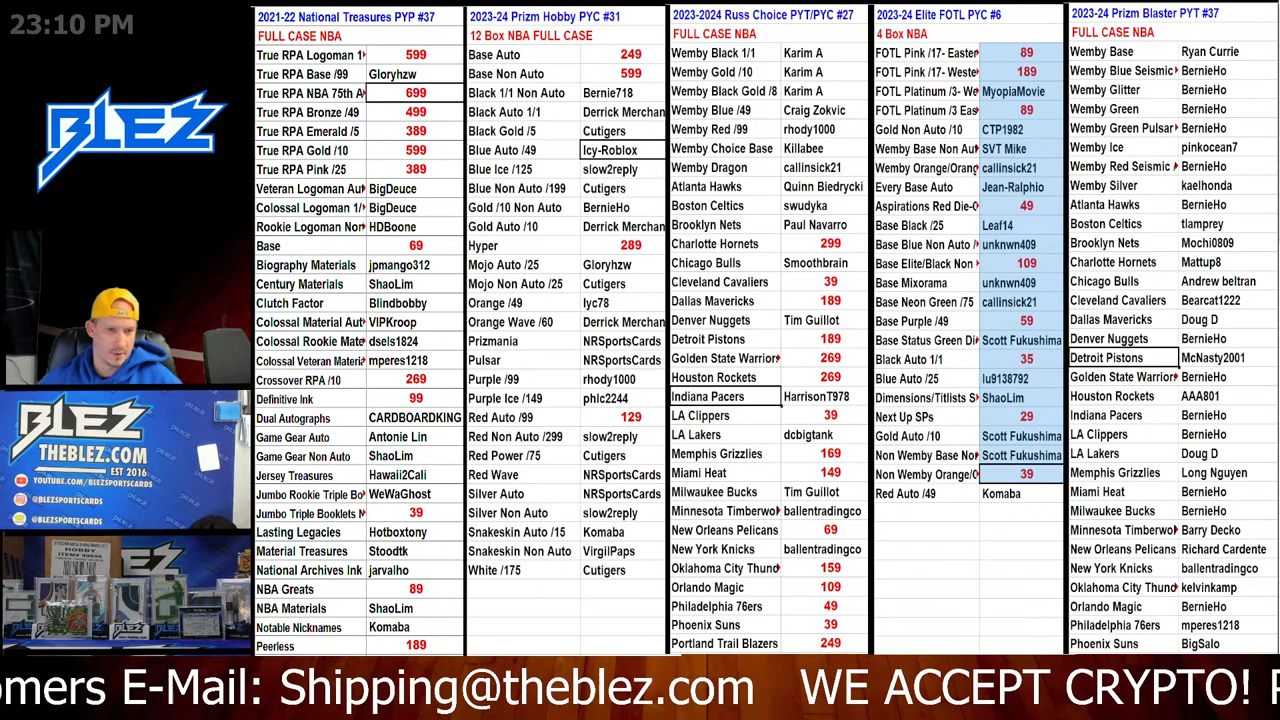 23:10 PM
BLEZ
BLEZ
THEBLEZ.COM
EST 2016
YOUTUBE.COM/BLEZSPORTSCARDS
@BLEZSPORTSCARDS
@BLEZSPORTSCARDS
HOBBY
2021-22 National Treasures PYP #37
FULL CASE NBA
True RPA Logoman 1 599
True RPA Base /99 Gloryhzw
True RPA NBA 75th A 699
True RPA Bronze /49 499
True RPA Emerald /5 389
True RPA Gold /10 599
True RPA Pink /25 389
Veteran Logoman Au BigDeuce
Colossal Logoman 1/ BigDeuce
Rookie Logoman Nor HDBoone
Base 69
Biography Materials jpmango312
Century Materials ShaoLim
Clutch Factor Blindbobby
Colossal Material Aut VIPKroop
Colossal Rookie Mate dsels1824
Colossal Veteran Materi mperes1218
Crossover RPA /10 269
Definitive Ink 99
Dual Autographs CARDBOARDKING
Game Gear Auto Antonie Lin
Game Gear Non Auto ShaoLim
Jersey Treasures Hawaii2Cali
Jumbo Rookie Triple Bo WeWaGhost
Jumbo Triple Booklets N 39
Lasting Legacies Hotboxtony
Material Treasures Stoodtk
National Archives Ink jarvalho
NBA Greats 89
NBA Materials ShaoLim
Notable Nicknames Komaba
Peerless 189
2023-24 Prizm Hobby PYC #31
12 Box NBA FULL CASE
Base Auto 249
Base Non Auto 599
Black 1/1 Non Auto Bernie718
Black Auto 1/1 Derrick Merchan
Black Gold /5 Cutigers
Blue Auto /49 Icy-Roblox
Blue Ice /125 slow2reply
Blue Non Auto /199 Cutigers
Gold /10 Non Auto BernieHo
Gold Auto /10 Derrick Merchan
Hyper 289
Mojo Auto /25 Gloryhzw
Mojo Non Auto /25 Cutigers
Orange /49 lyc78
Orange Wave /60 Derrick Merchan
Prizmania NRSportsCards
Pulsar NRSportsCards
Purple /99 rhody1000
Purple Ice /149 phlc2244
Red Auto /99 129
Red Non Auto /299 slow2reply
Red Power /75 Cutigers
Red Wave NRSportsCards
Silver Auto NRSportsCards
Silver Non Auto slow2reply
Snakeskin Auto /15 Komaba
Snakeskin Non Auto VirgilPaps
White /175 Cutigers
2023-2024 Russ Choice PYT/PYC #27
FULL CASE NBA
Wemby Black 1/1 Karim A
Wemby Gold /10 Karim A
Wemby Black Gold /8 Karim A
Wemby Blue /49 Craig Zokvic
Wemby Red /99 rhody1000
Wemby Choice Base Killabee
Wemby Dragon callinsick21
Atlanta Hawks Quinn Biedrycki
Boston Celtics swudyka
Brooklyn Nets Paul Navarro
Charlotte Hornets 299
Chicago Bulls Smoothbrain
Cleveland Cavaliers 39
Dallas Mavericks 189
Denver Nuggets Tim Guillot
Detroit Pistons 189
Golden State Warrior 269
Houston Rockets 269
Indiana Pacers HarrisonT978
LA Clippers 39
LA Lakers dcbigtank
Memphis Grizzlies 169
Miami Heat 149
Milwaukee Bucks Tim Guillot
Minnesota Timberwo ballentradingco
New Orleans Pelicans 69
New York Knicks ballentradingco
Oklahoma City Thund 159
Orlando Magic 109
Philadelphia 76ers 49
Phoenix Suns 39
Portland Trail Blazers 249
2023-24 Elite FOTL PYC #6
4 Box NBA
FOTL Pink /17- Easter 89
FOTL Pink /17- Weste 189
FOTL Platinum /3- We MyopiaMovie
FOTL Platinum /3 Eas 89
Gold Non Auto /10 CTP1982
Wemby Base Non Au SVT Mike
Wemby Orange/Oran callinsick21
Every Base Auto Jean-Ralphio
Aspirations Red Die-C 49
Base Black /25 Leaf14
Base Blue Non Auto / unknwn409
Base Elite/Black Non 109
Base Mixorama unknwn409
Base Neon Green /75 callinsick21
Base Purple /49 59
Base Status Green Di Scott Fukushima
Black Auto 1/1 35
Blue Auto /25 lu9138792
Dimensions/Titlists S ShaoLim
Next Up SPs 29
Gold Auto /10 Scott Fukushima
Non Wemby Base No Scott Fukushima
Non Wemby Orange/O 39
Red Auto /49 Komaba
2023-24 Prizm Blaster PYT #37
FULL CASE NBA
Wemby Base Ryan Currie
Wemby Blue Seismic BernieHo
Wemby Glitter BernieHo
Wemby Green BernieHo
Wemby Green Pulsar BernieHo
Wemby Ice pinkocean7
Wemby Red Seismic BernieHo
Wemby Silver kaelhonda
Atlanta Hawks BernieHo
Boston Celtics tlamprey
Brooklyn Nets Mochi0809
Charlotte Hornets Mattup8
Chicago Bulls Andrew beltran
Cleveland Cavaliers Bearcat1222
Dallas Mavericks Doug D
Denver Nuggets BernieHo
Detroit Pistons McNasty2001
Golden State Warrior BernieHo
Houston Rockets AAA801
Indiana Pacers BernieHo
LA Clippers BernieHo
LA Lakers Doug D
Memphis Grizzlies Long Nguyen
Miami Heat BernieHo
Milwaukee Bucks BernieHo
Minnesota Timberwo Barry Decko
New Orleans Pelicans Richard Cardente
New York Knicks ballentradingco
Oklahoma City Thund kelvinkamp
Orlando Magic BernieHo
Philadelphia 76ers mperes1218
Phoenix Suns BigSalo
omers E-Mail: Shipping@theblez.com WE ACCEPT CRYPTO!